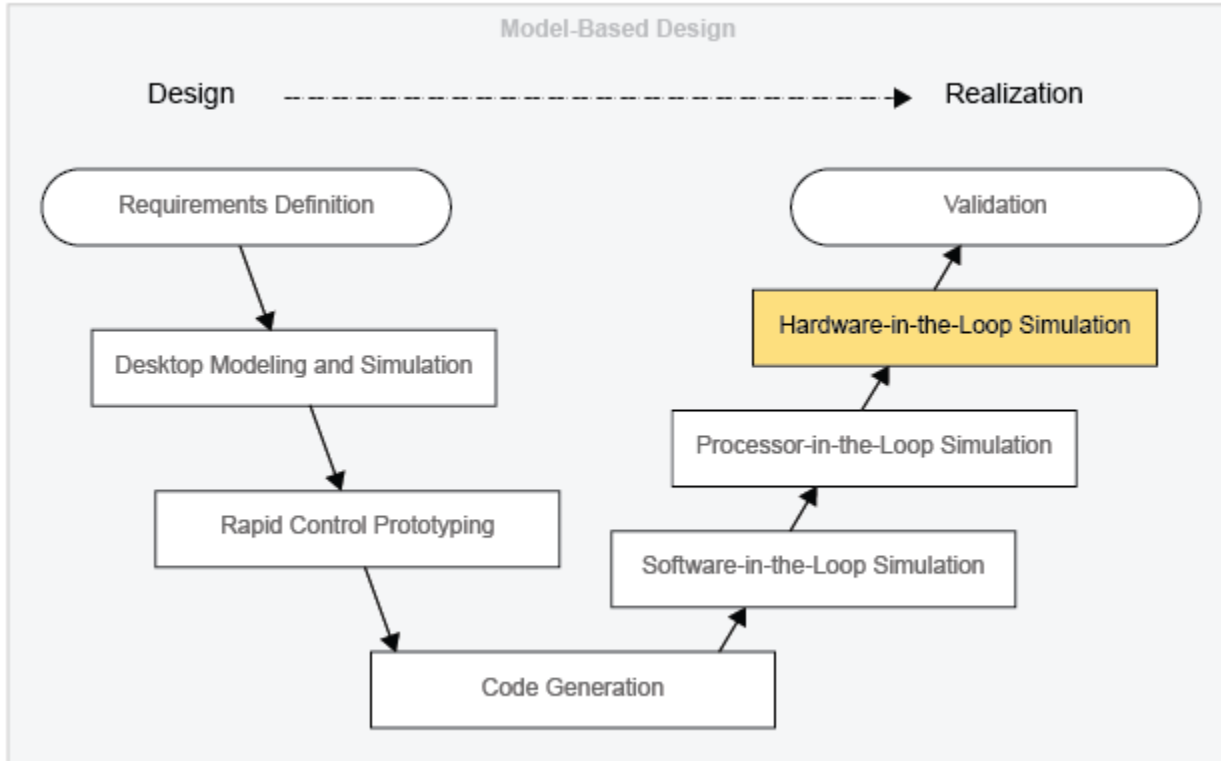 Model-Based Design
Design
Realization
Requirements Definition
Validation
Hardware-in-the-Loop Simulation
Desktop Modeling and Simulation
Processor-in-the-Loop Simulation
Rapid Control Prototyping
Software-in-the-Loop Simulation
Code Generation